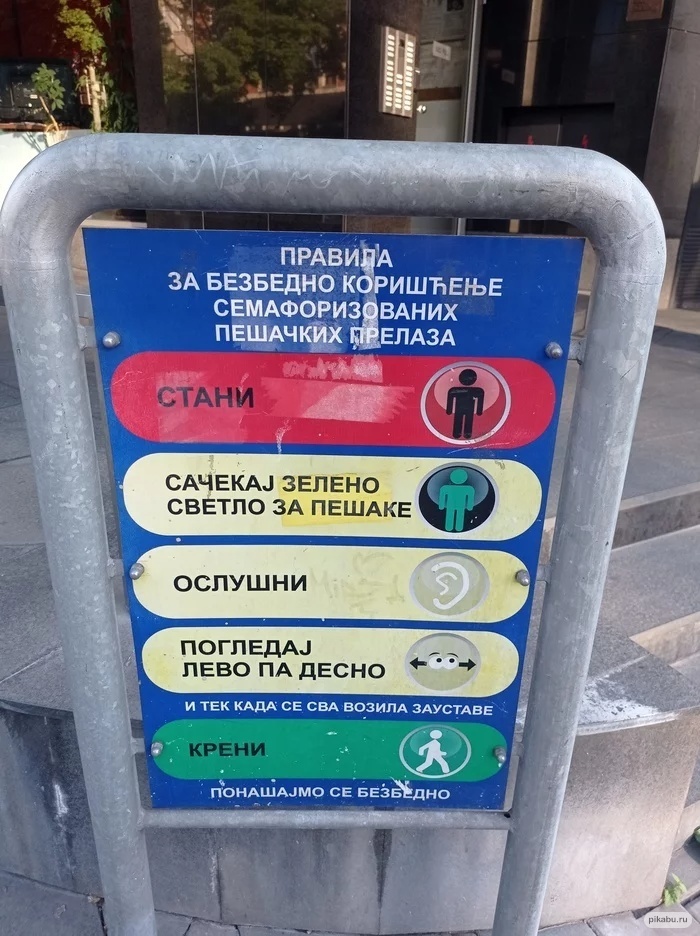 ПРАВИЛА
ЗА БЕЗБЕДНО КОРИШЋЕЊЕ
СЕМАФОРИЗОВАНИХ
ПЕШАЧКИХ ПРЕЛАЗА
СТАНИ
САЧЕКАЈ ЗЕЛЕНО
СВЕТЛО ЗА ПЕШАКЕ
ОСЛУШНИ
ПОГЛЕДАЈ
ЛЕВО ПА ДЕСНО
И ТЕК КАДА СЕ СВА ВОЗИЛА ЗАУСТАВЕ
КРЕНИ
ПОНАШАЈМО СЕ БЕЗБЕДНО
pikabu.ru